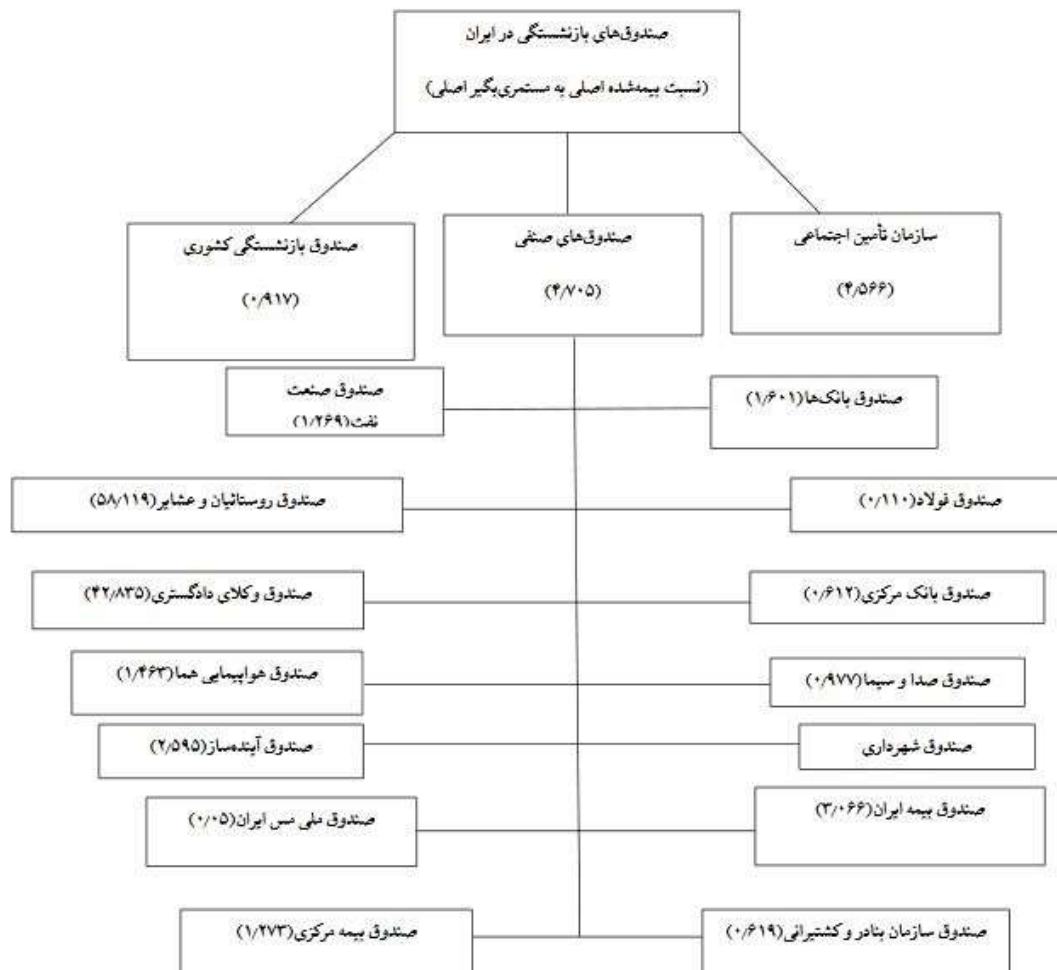 صندوق‌های بازنشستگی در ایران
(نسبت بیمه‌شده اصلی به مستمری‌بگیر اصلی)
سازمان تأمین اجتماعی
(۴٫۵۶۶)
صندوق‌های صنفی
(۴٫۷۰۵)
صندوق بازنشستگی کشوری
(۰٫۹۱۷)
صندوق بانک‌ها(۱٫۶۰۱)
صندوق صنعت
نفت(۱٫۲۶۹)
صندوق فولاد(۰٫۱۱۰)
صندوق روستائیان و عشایر(۵۸٫۱۱۹)
صندوق بانک مرکزی(۰٫۶۱۲)
صندوق وکلای دادگستری(۴۲٫۸۳۵)
صندوق صدا و سیما(۰٫۹۷۷)
صندوق هواپیمایی هما(۱٫۴۶۳)
صندوق شهرداری
صندوق آینده‌ساز(۲٫۵۹۵)
صندوق بیمه ایران(۳٫۰۶۶)
صندوق ملی مس ایران(۰٫۰۵)
صندوق سازمان بنادر و کشتیرانی(۰٫۶۱۹)
صندوق بیمه مرکزی(۱٫۲۷۳)